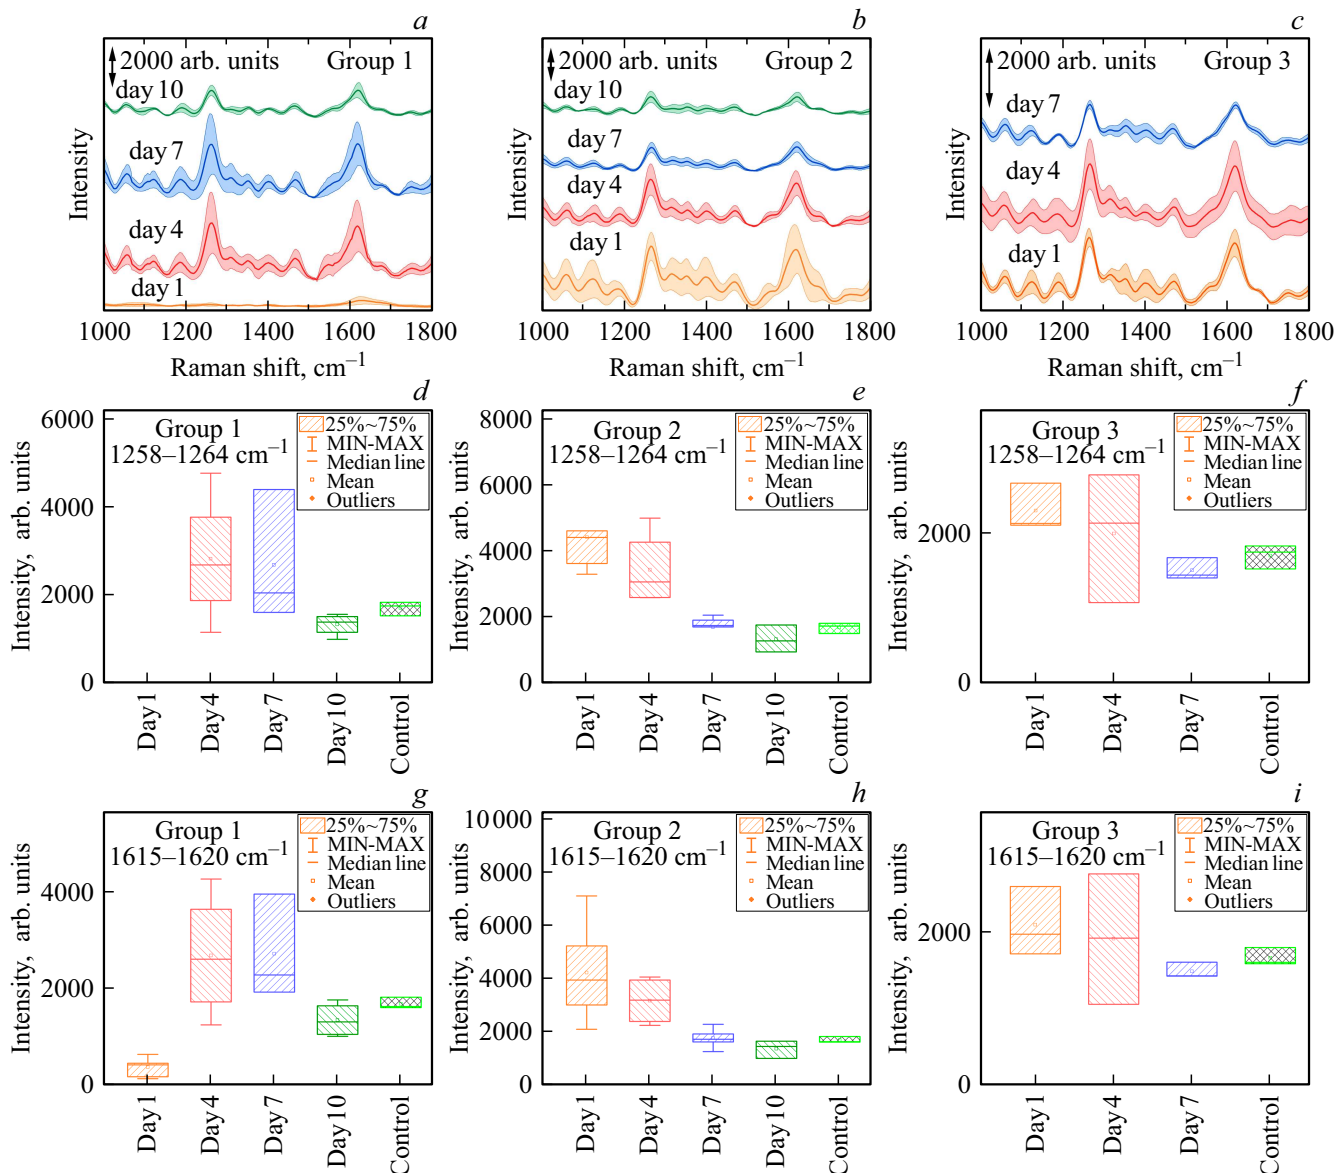 a
2000 arb. units
Group 1
day 10
day 7
day 4
day 1
Intensity
1000 1200 1400 1600 1800
Raman shift, cm–1
b
2000 arb. units
Group 2
day 10
day 7
day 4
day 1
Intensity
1000 1200 1400 1600 1800
Raman shift, cm–1
c
2000 arb. units
Group 3
day 7
day 4
day 1
Intensity
1000 1200 1400 1600 1800
Raman shift, cm–1
d
Group 1
1258–1264 cm–1
25%~75%
MIN-MAX
Median line
Mean
Outliers
Intensity, arb. units
6000
4000
2000
0
Day 1
Day 4
Day 7
Day 10
Control
e
Group 2
1258–1264 cm–1
25%~75%
MIN-MAX
Median line
Mean
Outliers
Intensity, arb. units
8000
6000
4000
2000
0
Day 1
Day 4
Day 7
Day 10
Control
f
Group 3
1258–1264 cm–1
25%~75%
MIN-MAX
Median line
Mean
Outliers
Intensity, arb. units
2000
0
Day 1
Day 4
Day 7
Control
g
Group 1
1615–1620 cm–1
25%~75%
MIN-MAX
Median line
Mean
Outliers
Intensity, arb. units
4000
2000
0
Day 1
Day 4
Day 7
Day 10
Control
h
Group 2
1615–1620 cm–1
25%~75%
MIN-MAX
Median line
Mean
Outliers
Intensity, arb. units
10 000
8000
6000
4000
2000
0
Day 1
Day 4
Day 7
Day 10
Control
i
Group 3
1615–1620 cm–1
25%~75%
MIN-MAX
Median line
Mean
Outliers
Intensity, arb. units
2000
0
Day 1
Day 4
Day 7
Control